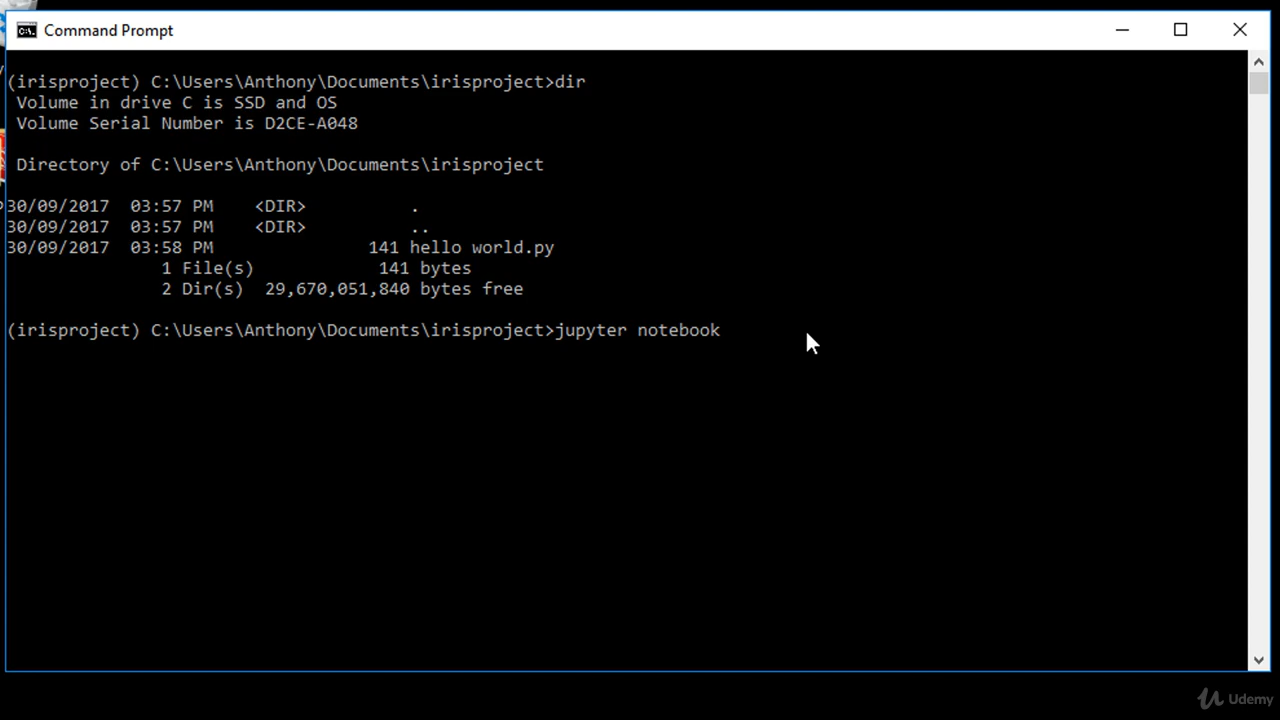 Command Prompt
(irisproject) C:\Users\Anthony\Documents\irisproject>dir
Volume in drive C is SSD and OS
Volume Serial Number is D2CE-A048
Directory of C:\Users\Anthony\Documents\irisproject
30/09/2017  03:57 PM    <DIR>          .
30/09/2017  03:57 PM    <DIR>          ..
30/09/2017  03:58 PM               141 hello world.py
1 File(s)            141 bytes
2 Dir(s)  29,670,051,840 bytes free
(irisproject) C:\Users\Anthony\Documents\irisproject>jupyter notebook
Udemy